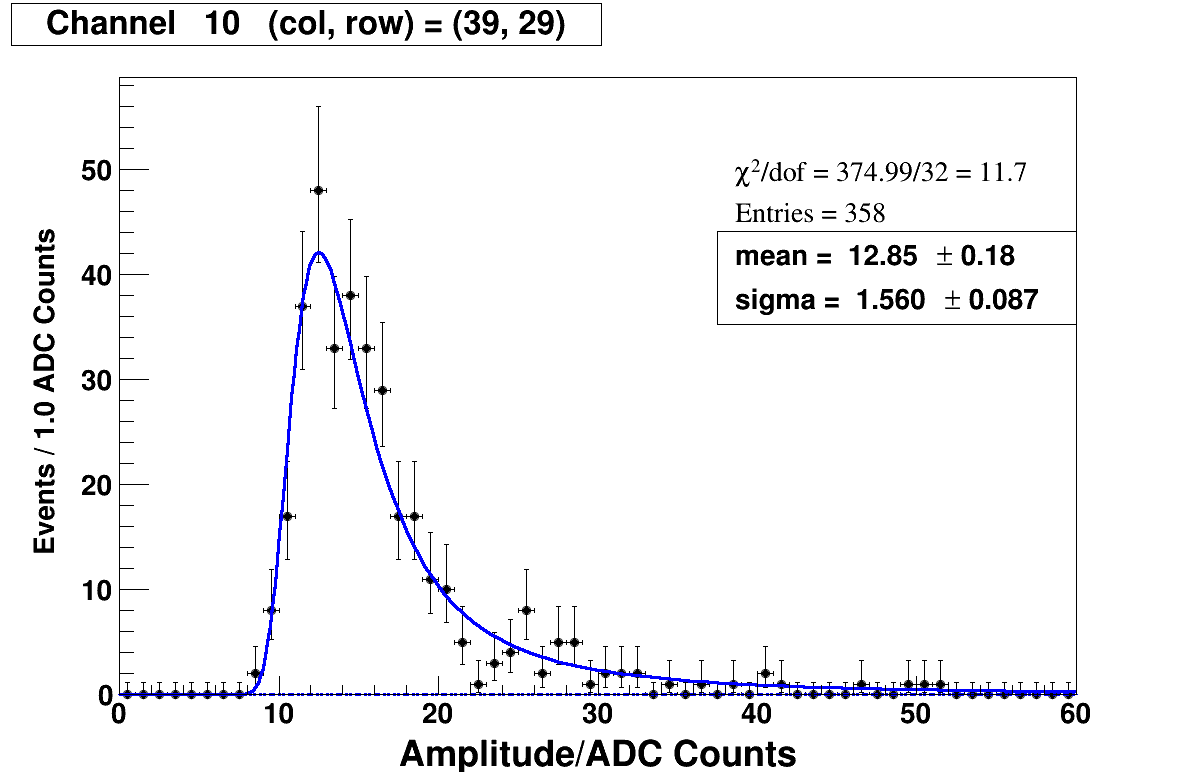 Channel 10 (col, row) = (39, 29)
χ²/dof = 374.99/32 = 11.7
Entries = 358
mean = 12.85 ± 0.18
sigma = 1.560 ± 0.087
Events / 1.0 ADC Counts
50
40
30
20
10
0
0 10 20 30 40 50 60
Amplitude/ADC Counts